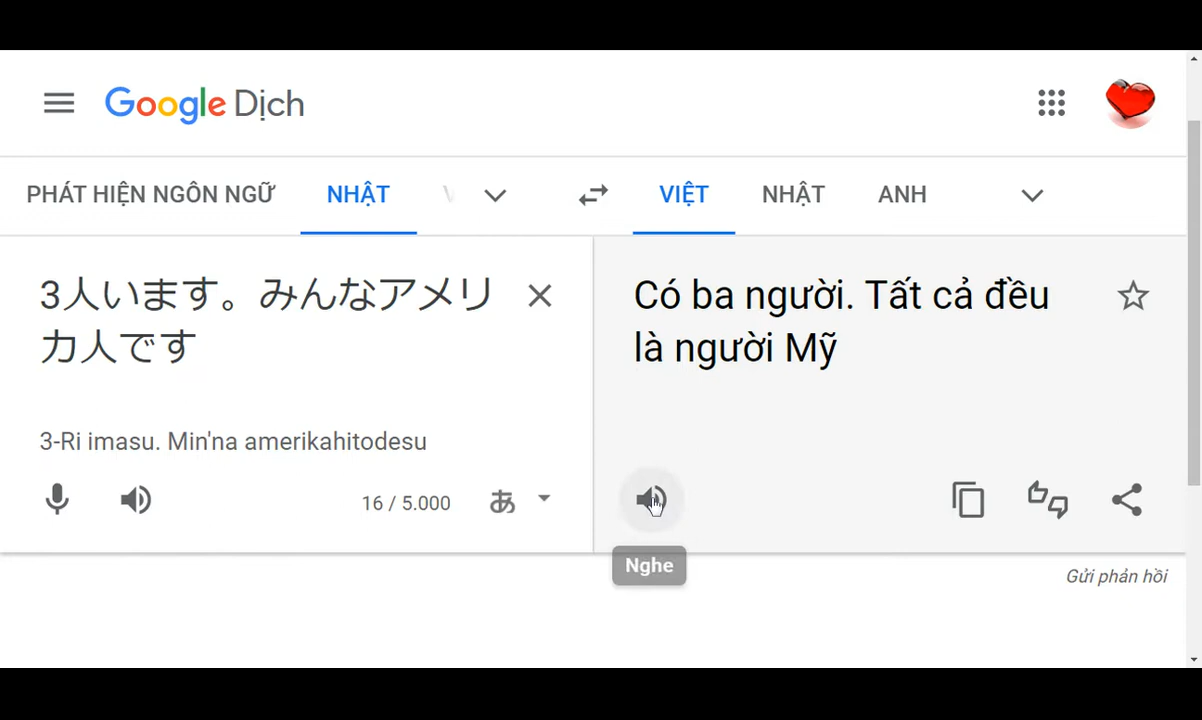 Google Dịch
PHÁT HIỆN NGÔN NGỮ NHẬT VIỆT NHẬT ANH
3人います。みんなアメリ
カ人です
Có ba người. Tất cả đều
là người Mỹ
3-Ri imasu. Min'na amerikahitodesu
16 / 5.000 あ
Nghe
Gửi phản hồi